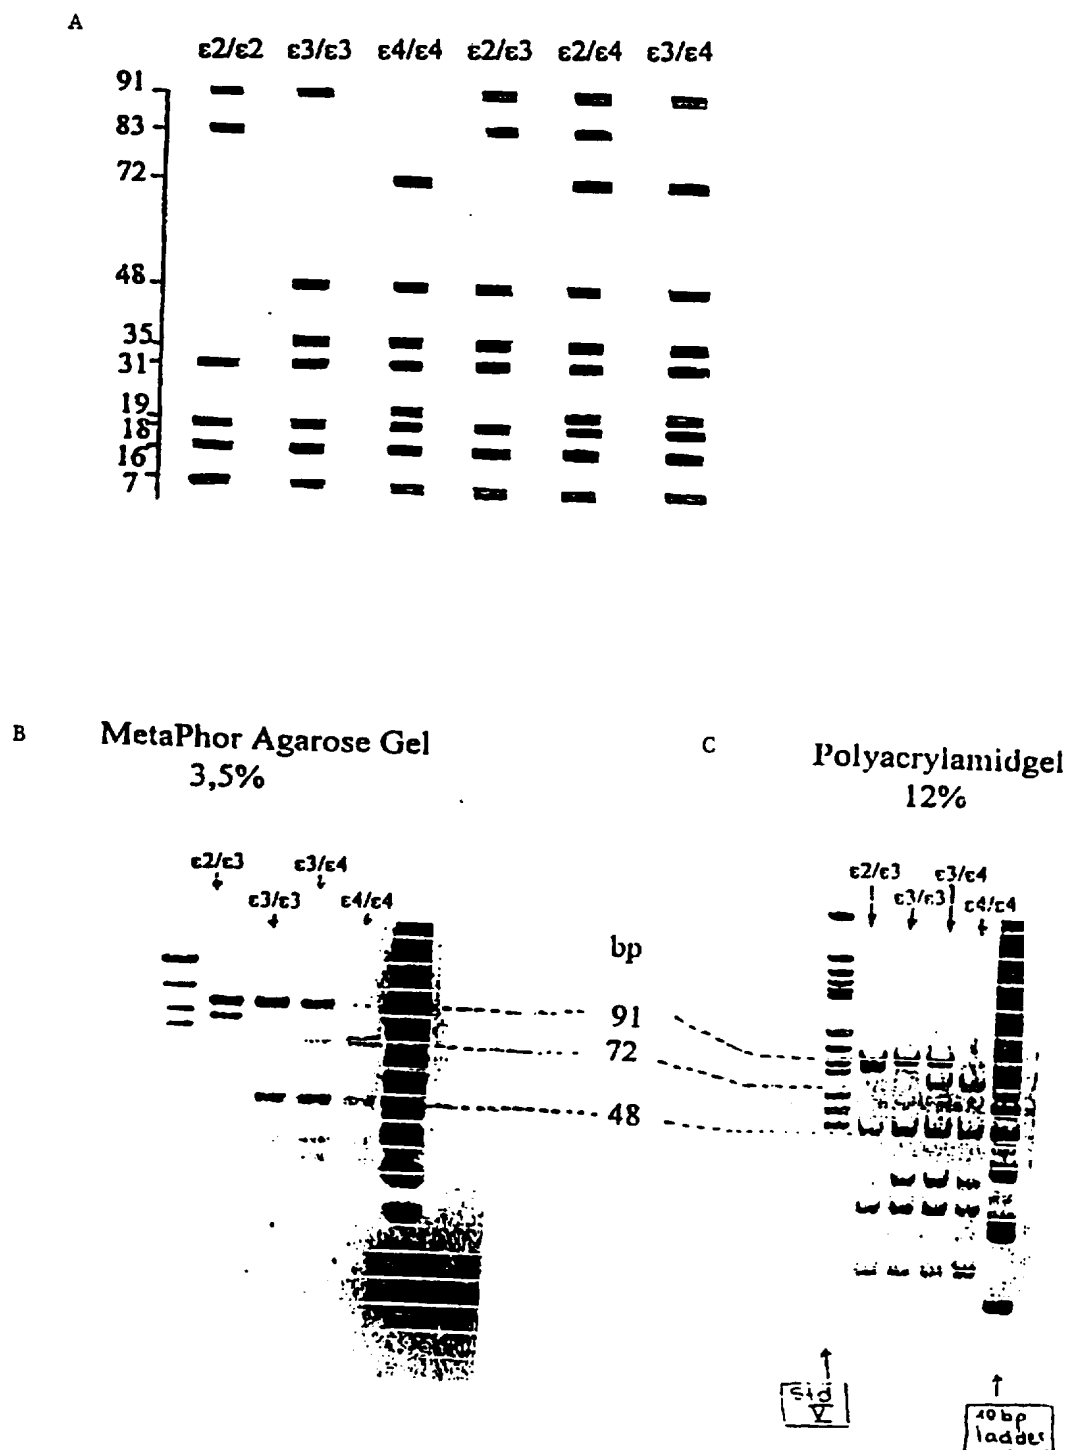 A
ε2/ε2 ε3/ε3 ε4/ε4 ε2/ε3 ε2/ε4 ε3/ε4
91
83
72
48
35
31
19
18
16
7
B
MetaPhor Agarose Gel
3,5%
C
Polyacrylamidgel
12%
ε2/ε3 ε3/ε4
ε3/ε3 ε4/ε4
ε2/ε3 ε3/ε4
ε3/ε3 ε4/ε4
bp
91
72
48
Std
V
10bp
ladder